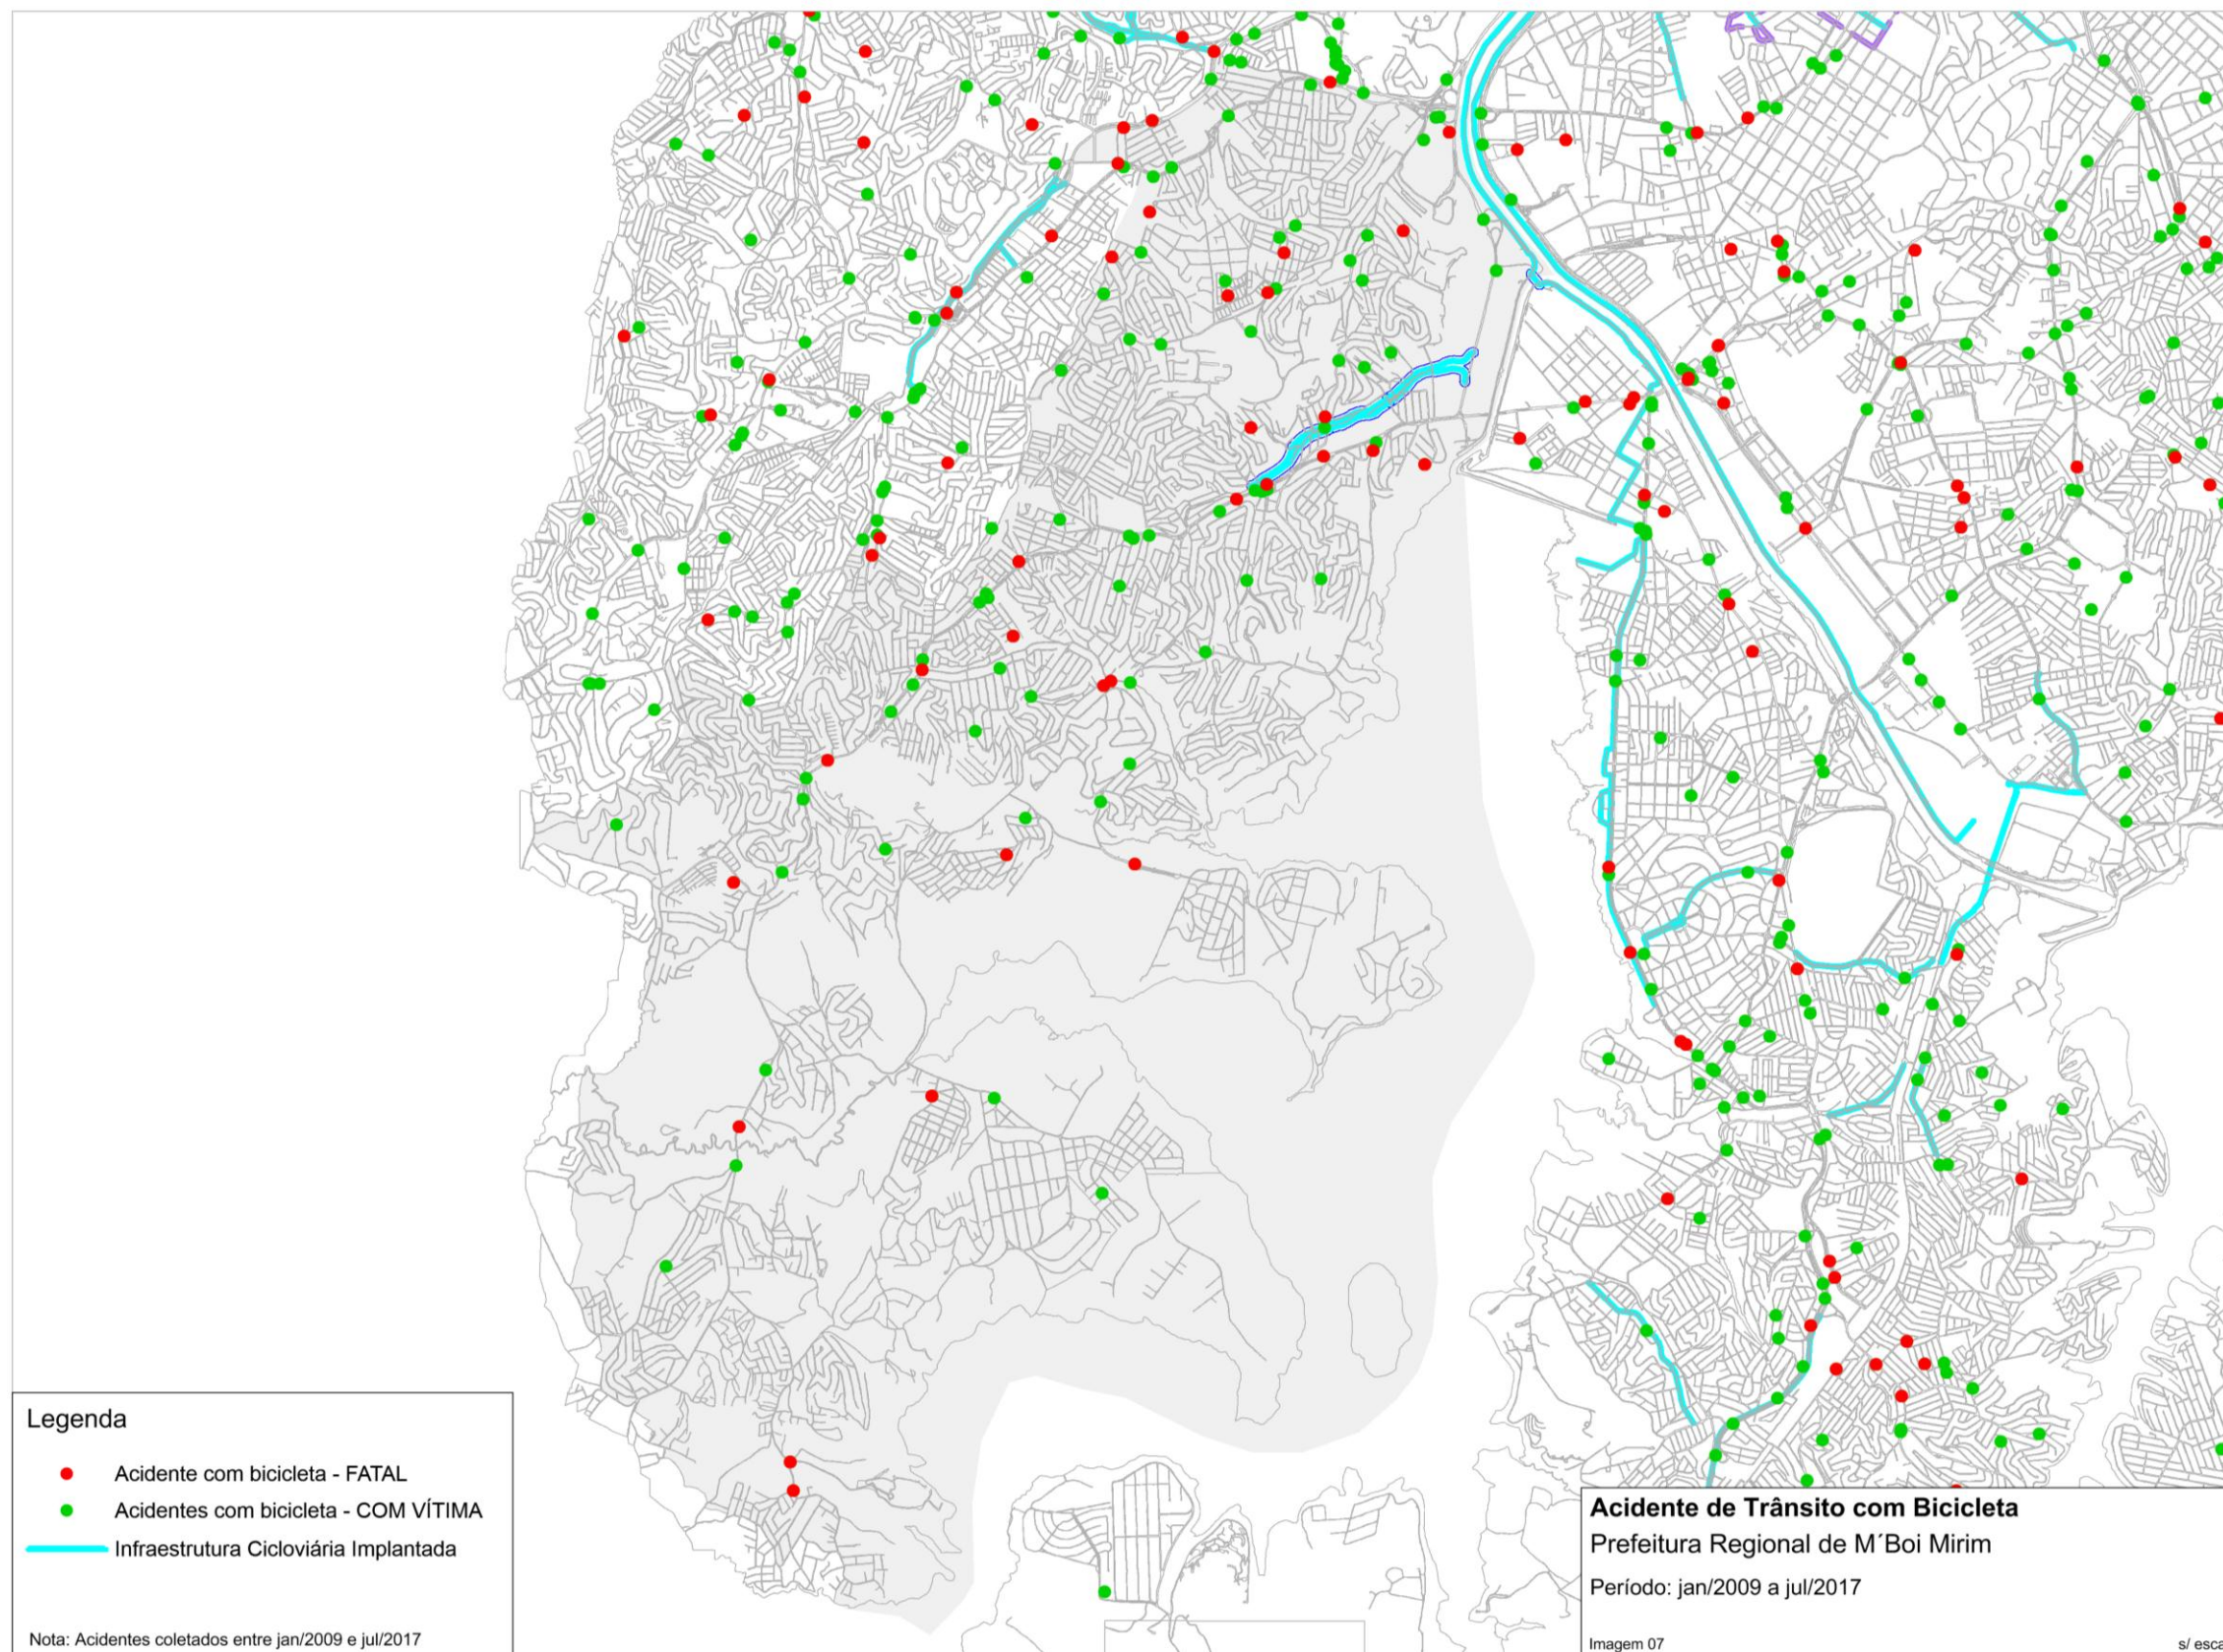 Legenda
Acidente com bicicleta - FATAL
Acidentes com bicicleta - COM VÍTIMA
Infraestrutura Cicloviária Implantada
Nota: Acidentes coletados entre jan/2009 e jul/2017
Acidente de Trânsito com Bicicleta
Prefeitura Regional de M´Boi Mirim
Período: jan/2009 a jul/2017
Imagem 07
s/ esca